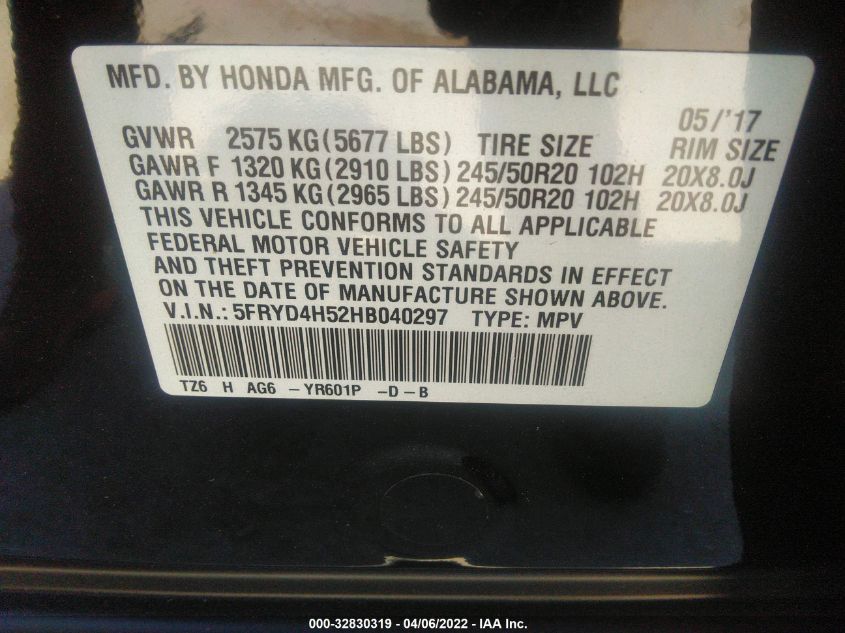 MFD. BY HONDA MFG. OF ALABAMA, LLC
05/'17
GVWR 2575 KG(5677 LBS) TIRE SIZE RIM SIZE
GAWR F 1320 KG(2910 LBS) 245/50R20 102H 20X8.0J
GAWR R 1345 KG(2965 LBS) 245/50R20 102H 20X8.0J
THIS VEHICLE CONFORMS TO ALL APPLICABLE
FEDERAL MOTOR VEHICLE SAFETY
AND THEFT PREVENTION STANDARDS IN EFFECT
ON THE DATE OF MANUFACTURE SHOWN ABOVE.
V.I.N.: 5FRYD4H52HB040297 TYPE: MPV
TZ6 H AG6 – YR601P –D–B
000-32830319 - 04/06/2022 - IAA Inc.